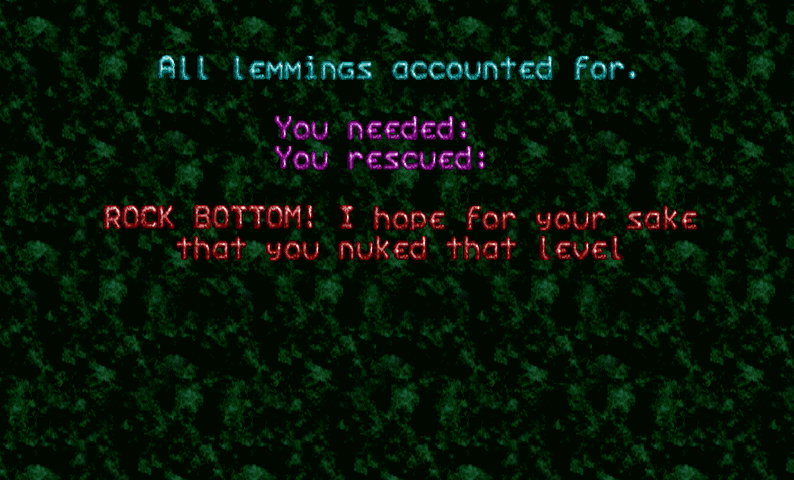 All lemmings accounted for.
You needed:
You rescued:
ROCK BOTTOM! I hope for your sake
that you nuked that level